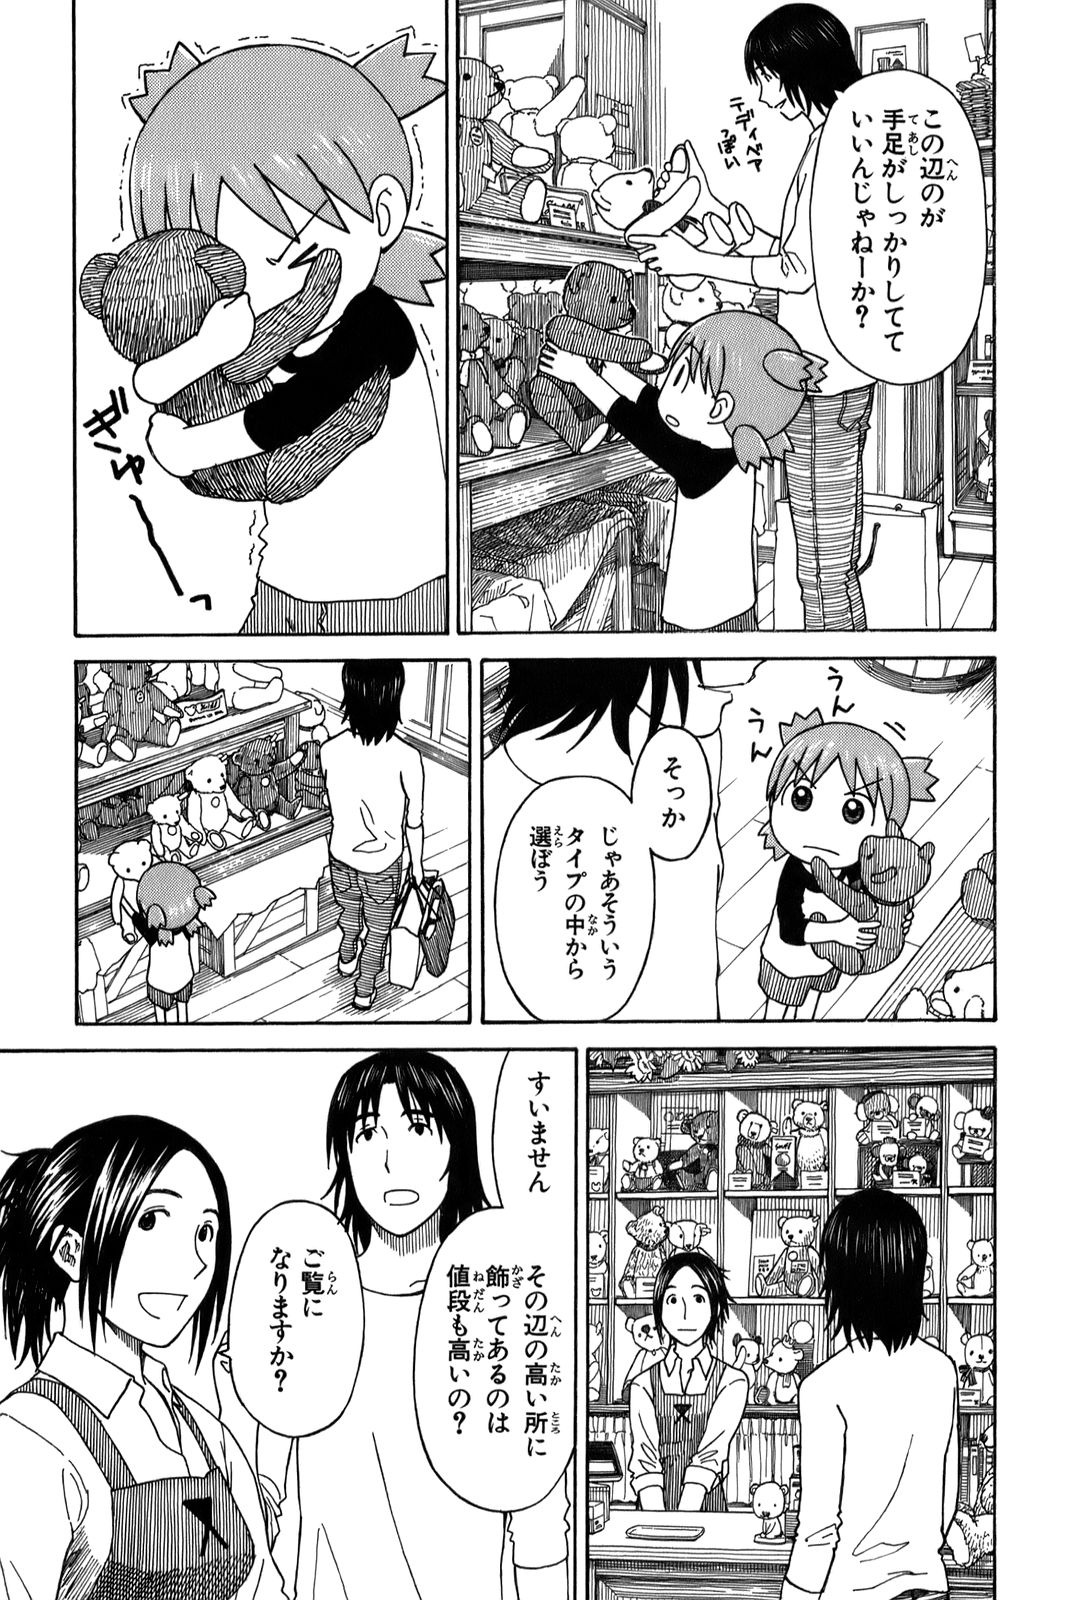 この辺のが
手足がしっかりしてて
いいんじゃねーか?
テディベア
っぽい
ぎゅーーっ
うん
うん
そっか
じゃあそういう
タイプの中から
選ぼう
すいません
その辺の高い所に
飾ってあるのは
値段も高いの?
ご覧に
なりますか?